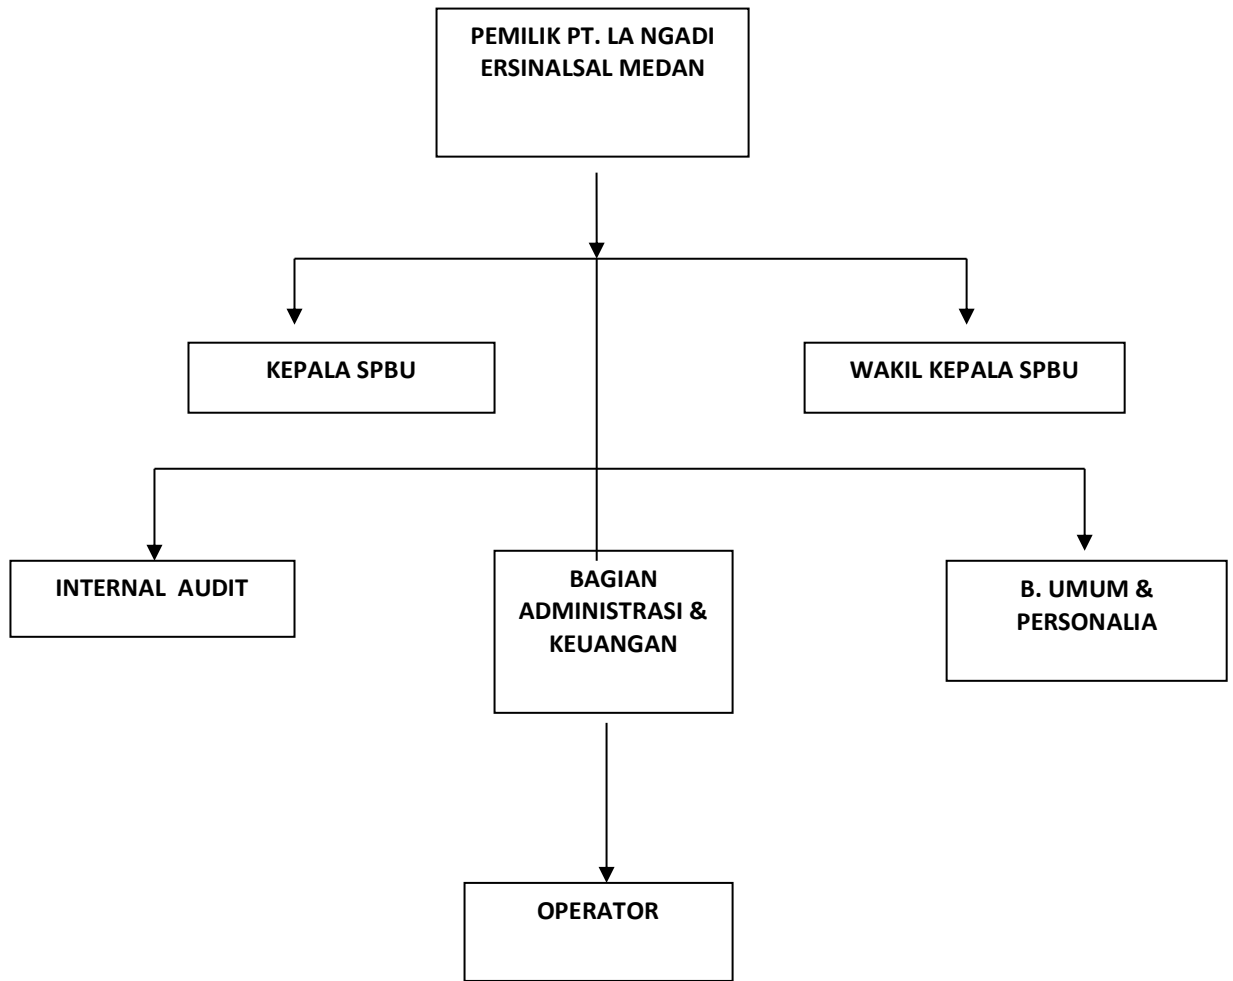 PEMILIK PT. LA NGADI
ERSINALSAL MEDAN
KEPALA SPBU
WAKIL KEPALA SPBU
INTERNAL AUDIT
BAGIAN
ADMINISTRASI &
KEUANGAN
B. UMUM &
PERSONALIA
OPERATOR